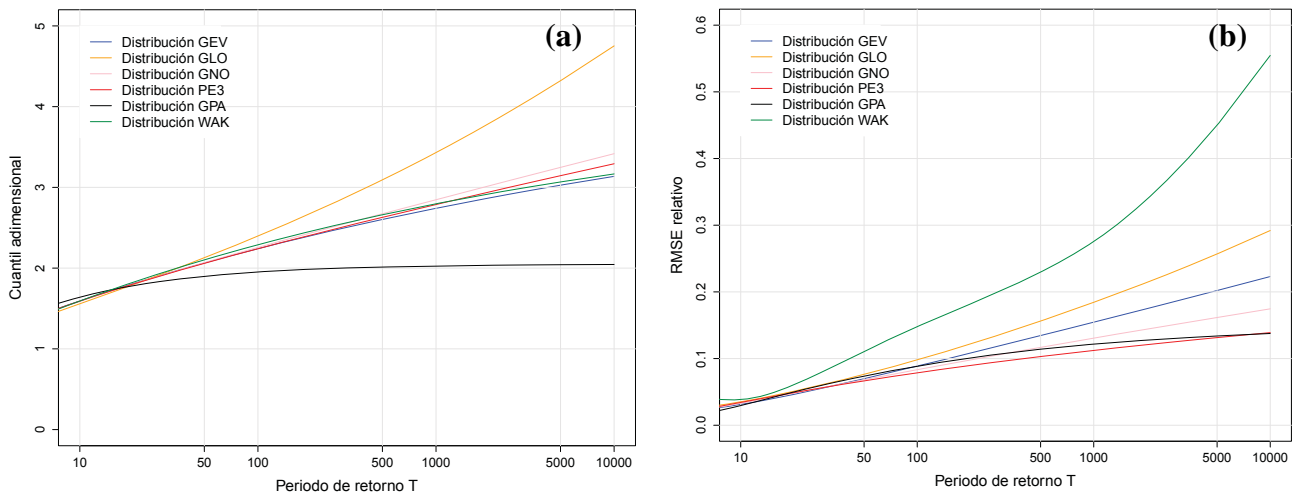 (a)
Distribución GEV
Distribución GLO
Distribución GNO
Distribución PE3
Distribución GPA
Distribución WAK
Cuantil adimensional
5
4
3
2
1
0
10 50 100 500 1000 5000 10000
Periodo de retorno T
(b)
Distribución GEV
Distribución GLO
Distribución GNO
Distribución PE3
Distribución GPA
Distribución WAK
RMSE relativo
0.6
0.5
0.4
0.3
0.2
0.1
0.0
10 50 100 500 1000 5000 10000
Periodo de retorno T